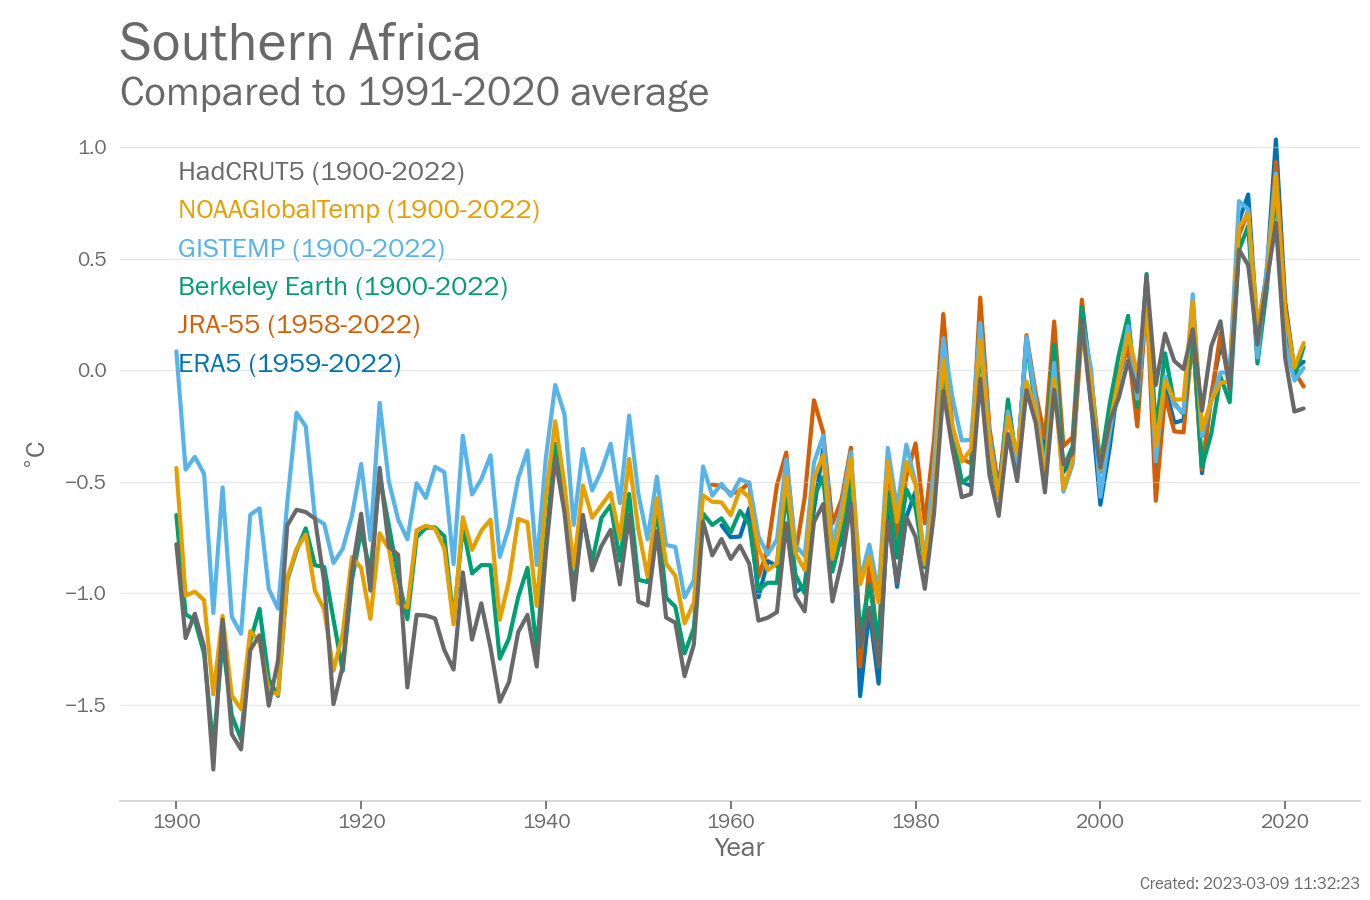 Southern Africa
Compared to 1991-2020 average
1.0
HadCRUT5 (1900-2022)
NOAAGlobalTemp (1900-2022)
GISTEMP (1900-2022)
0.5
Berkeley Earth (1900-2022)
JRA-55 (1958-2022)
ERA5 (1959-2022)
0.0
°C
−0.5
−1.0
−1.5
1900 1920 1940 1960 1980 2000 2020
Year
Created: 2023-03-09 11:32:23